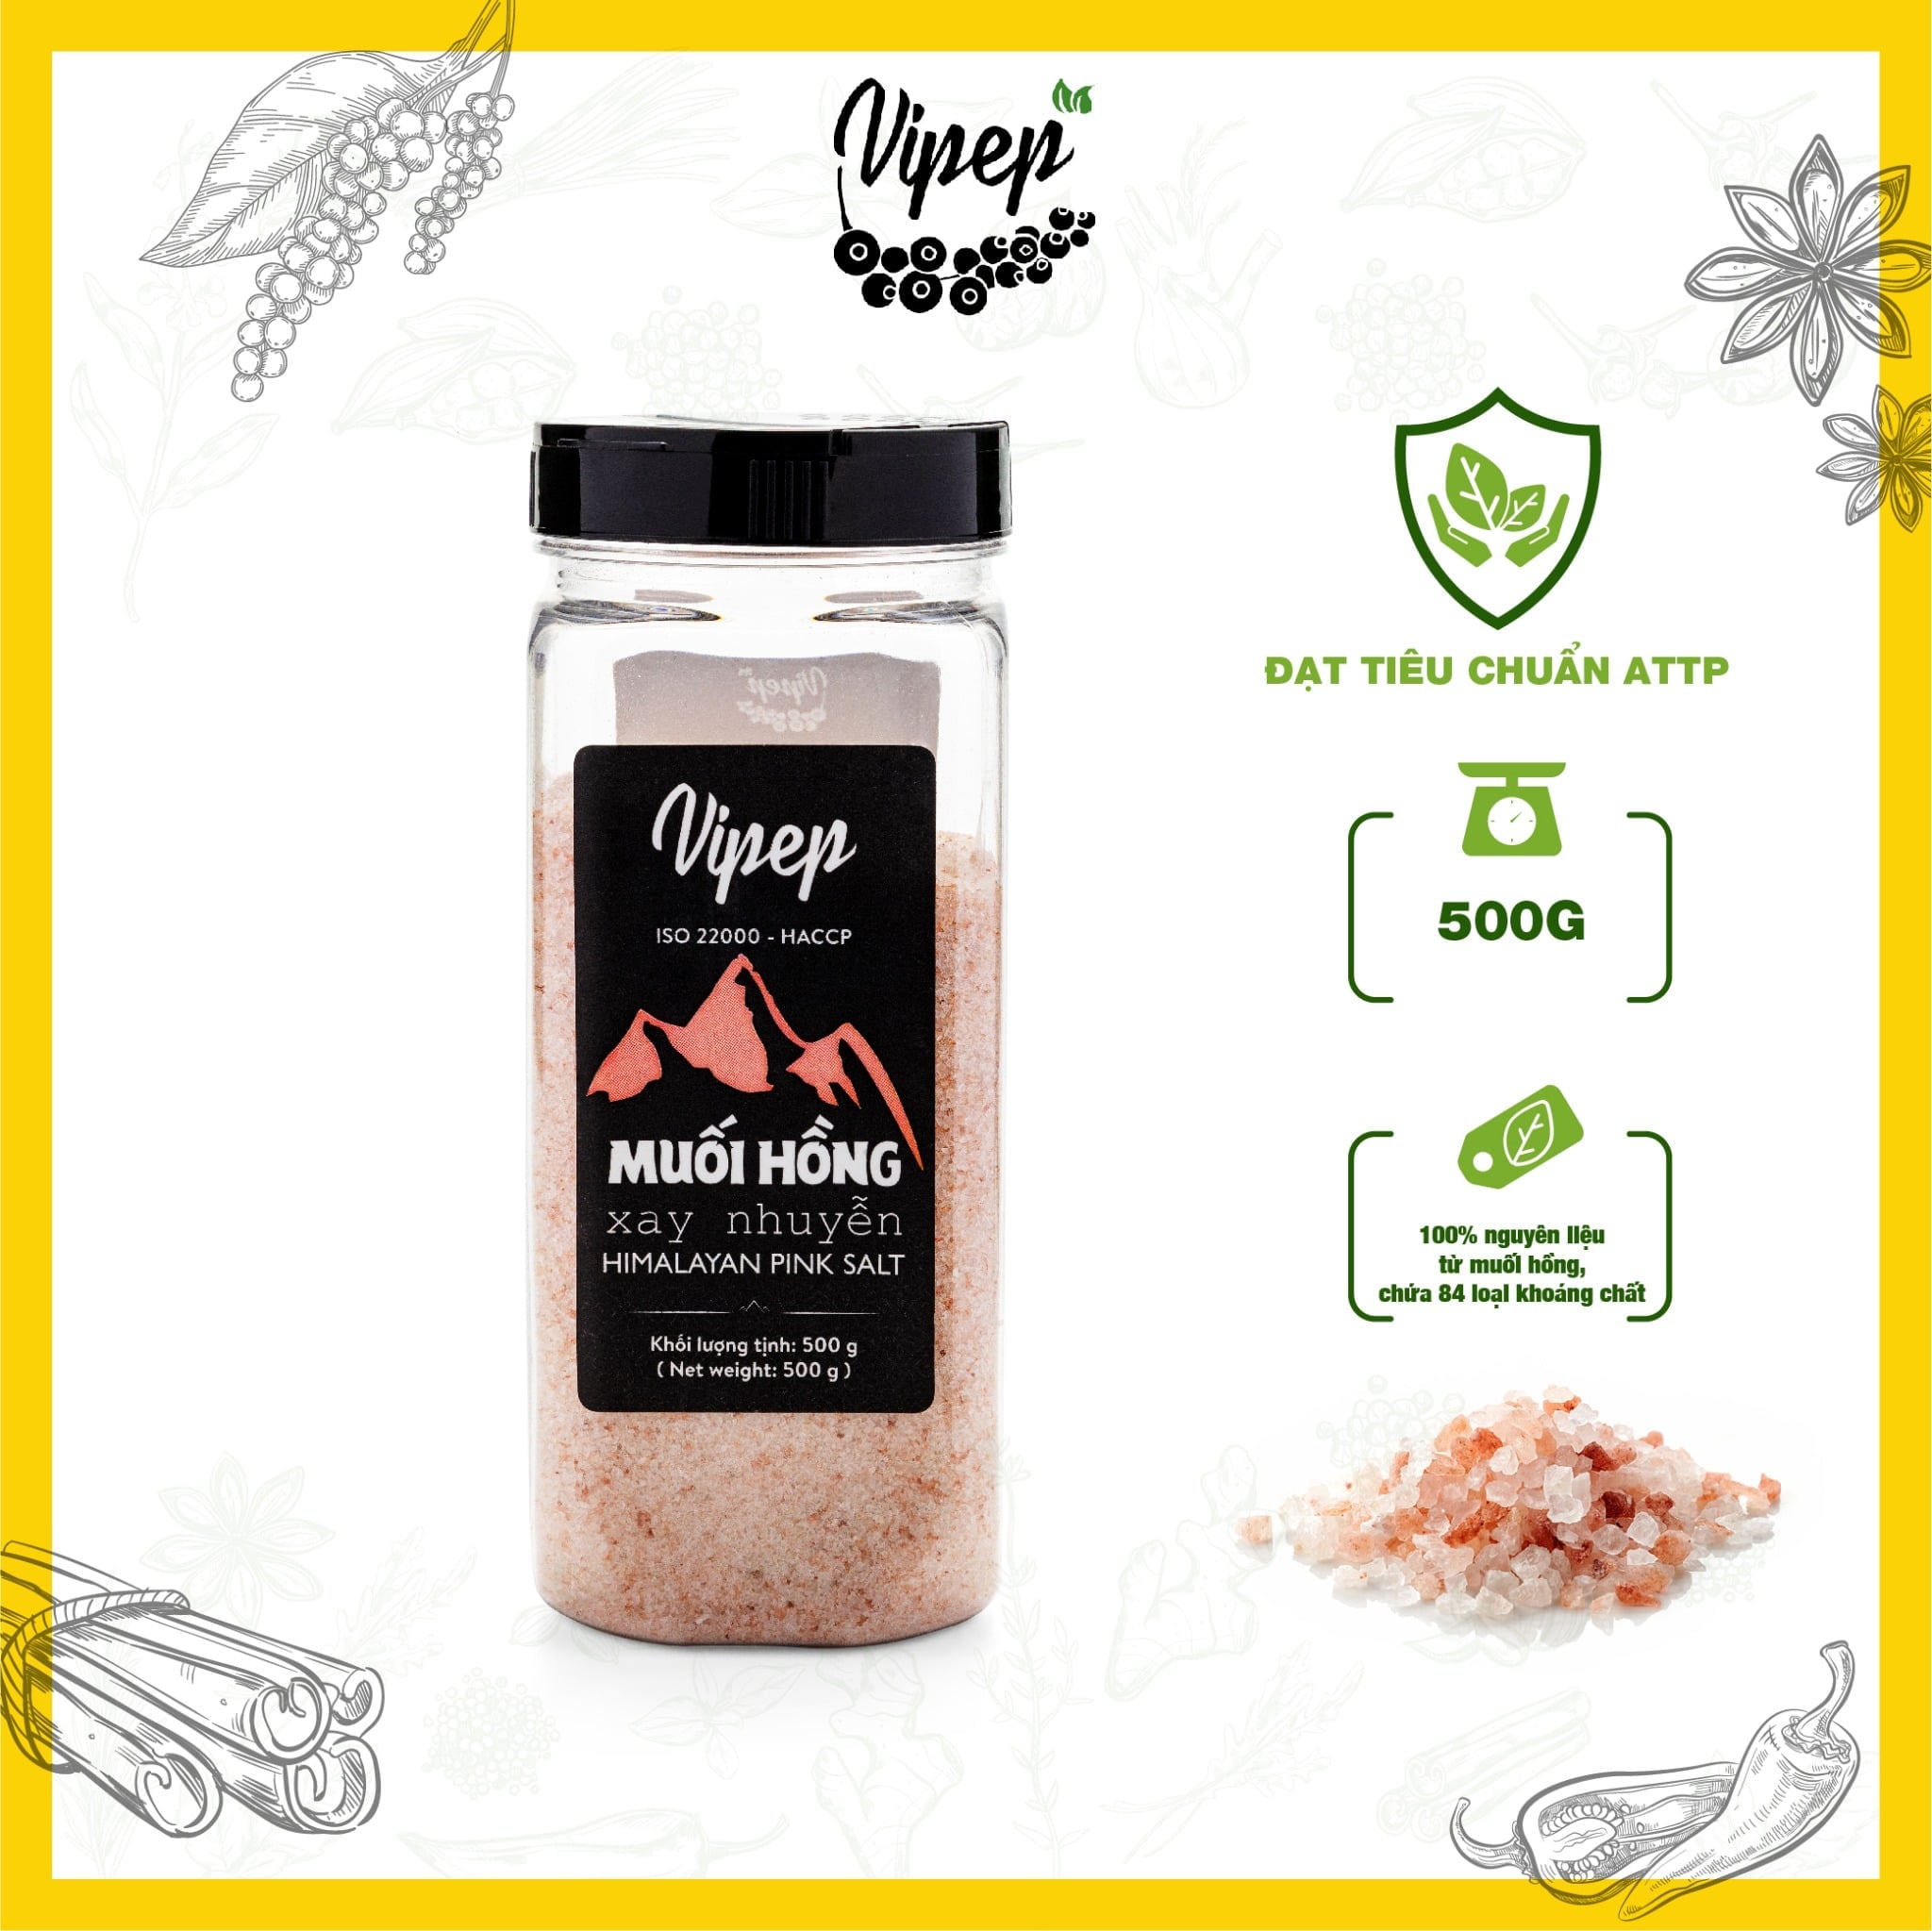 Vipep
ĐẠT TIÊU CHUẨN ATTP
Vipep
Vipep
ISO 22000 - HACCP
MUỐI HỒNG
xay nhuyễn
HIMALAYAN PINK SALT
Khối lượng tịnh: 500 g
( Net weight: 500 g )
500G
100% nguyên liệu
từ muối hồng,
chứa 84 loại khoáng chất